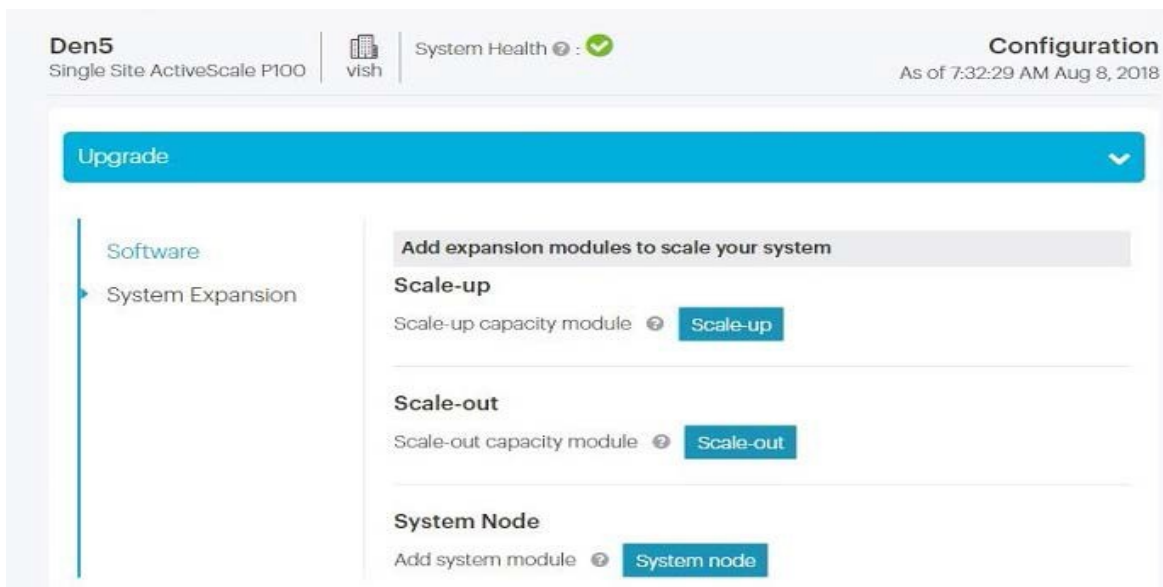 Den5
Single Site ActiveScale P100
vish
System Health ? :
Configuration
As of 7:32:29 AM Aug 8, 2018
Upgrade
Software
System Expansion
Add expansion modules to scale your system
Scale-up
Scale-up capacity module ? Scale-up
Scale-out
Scale-out capacity module ? Scale-out
System Node
Add system module ? System node